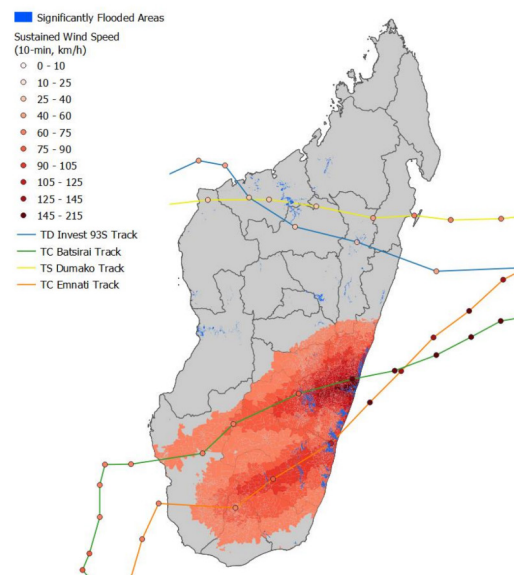 Significantly Flooded Areas
Sustained Wind Speed
(10-min, km/h)
0 - 10
10 - 25
25 - 40
40 - 60
60 - 75
75 - 90
90 - 105
105 - 125
125 - 145
145 - 215
TD Invest 93S Track
TC Batsirai Track
TS Dumako Track
TC Emnati Track